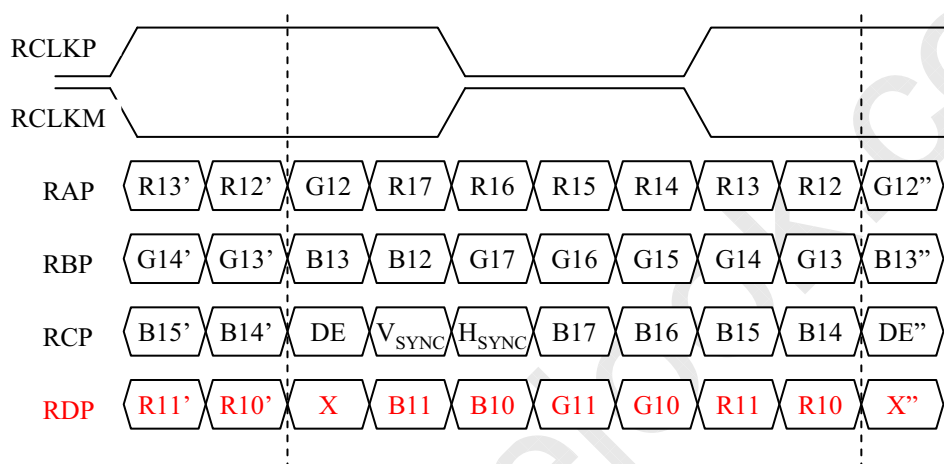 RCLKP
RCLKM
RAP R13’ R12’ G12 R17 R16 R15 R14 R13 R12 G12”
RBP G14’ G13’ B13 B12 G17 G16 G15 G14 G13 B13”
RCP B15’ B14’ DE VSYNC HSYNC B17 B16 B15 B14 DE”
RDP R11’ R10’ X B11 B10 G11 G10 R11 R10 X”